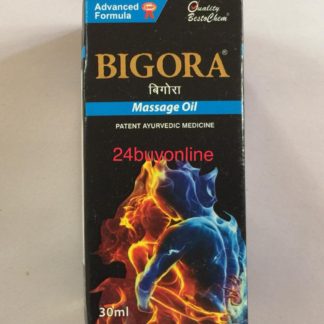 Advanced
Formula
Quality
BestoChem
BIGORA®
बिगोरा
Massage Oil
PATENT AYURVEDIC MEDICINE
24buyonline
30ml